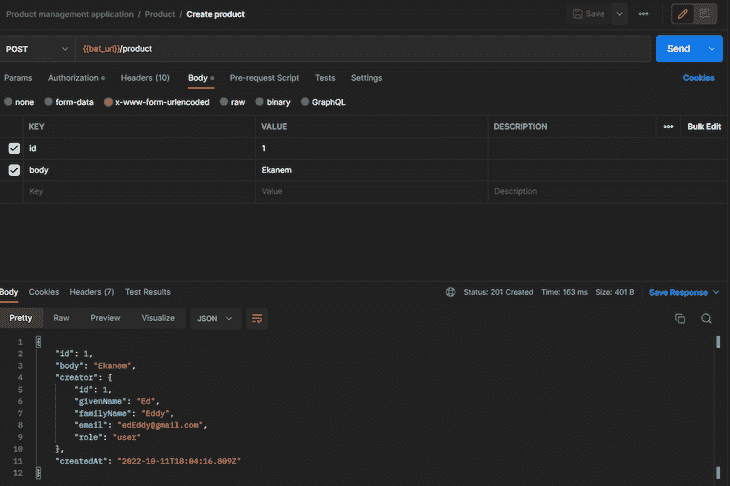 Product management application / Product / Create product
Save
POST {{bat_url}}/product Send
Params Authorization Headers (10) Body Pre-request Script Tests Settings Cookies
none form-data x-www-form-urlencoded raw binary GraphQL
KEY VALUE DESCRIPTION Bulk Edit
id 1
body Ekanem
Key Value Description
Body Cookies Headers (7) Test Results Status: 201 Created Time: 163 ms Size: 401 B Save Response
Pretty Raw Preview Visualize JSON
1 {
2 "id": 1,
3 "body": "Ekanem",
4 "creator": {
5 "id": 1,
6 "givenName": "Ed",
7 "familyName": "Eddy",
8 "email": "edEddy@gmail.com",
9 "role": "user"
10 },
11 "createdAt": "2022-10-11T18:04:16.809Z"
12 }